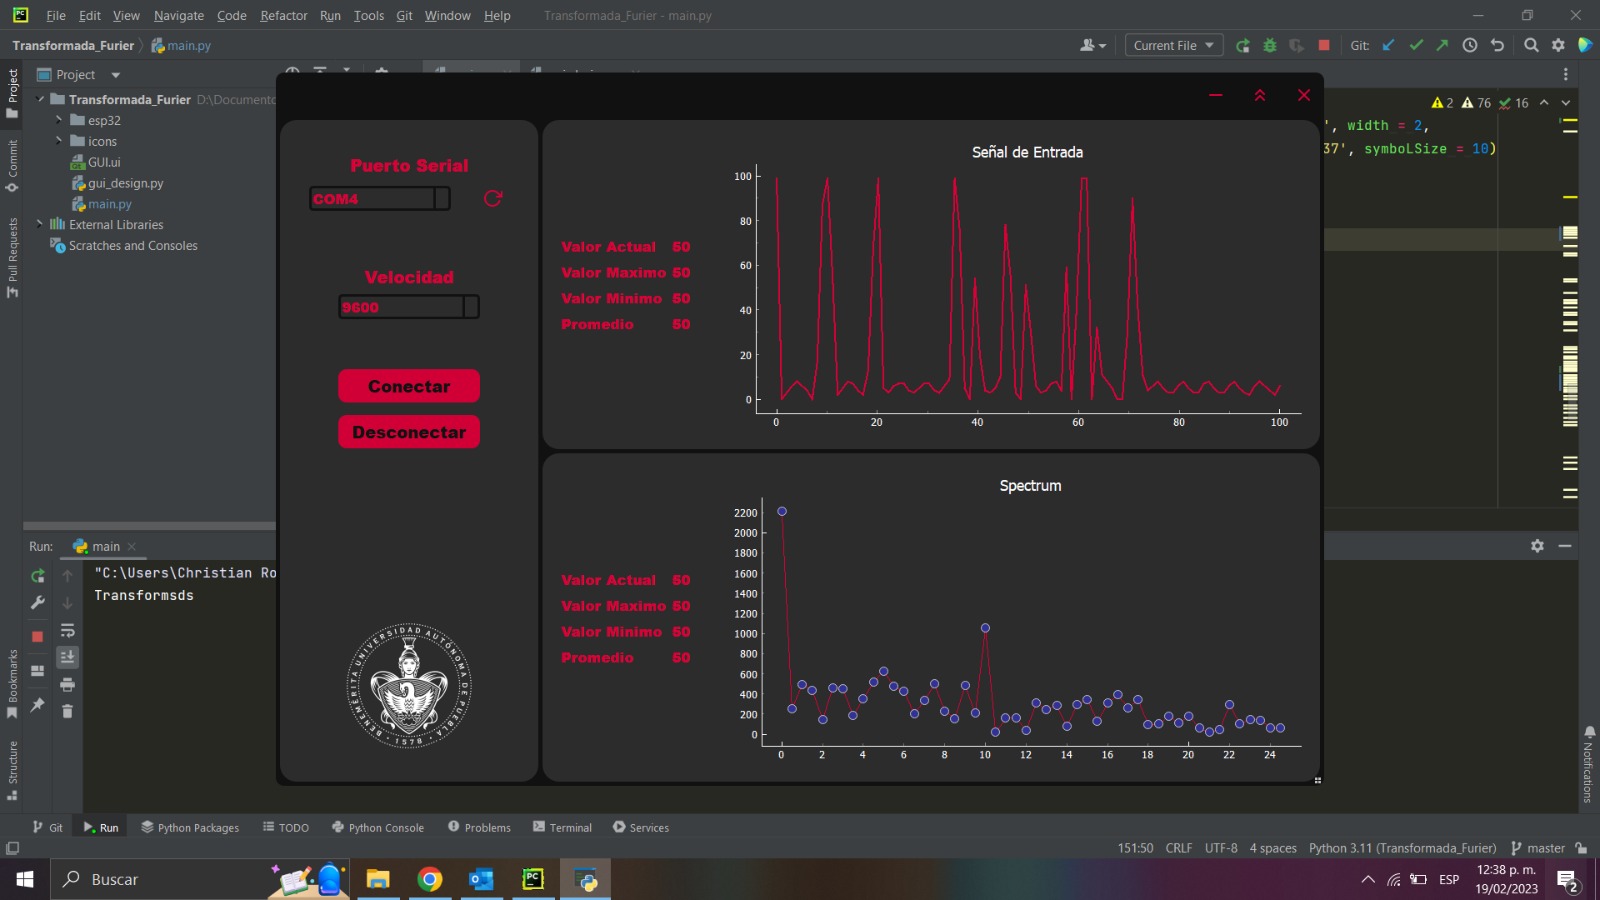 File Edit View Navigate Code Refactor Run Tools Git Window Help Transformada_Furier - main.py
Transformada_Furier main.py Current File Git:
Project
Transformada_Furier D:\Documento
esp32
icons
GUI.ui
gui_design.py
main.py
External Libraries
Scratches and Consoles
Project
Commit
Pull Requests
Bookmarks
Structure
2 76 16
', width = 2,
37', symboLSize = 10)
Puerto Serial
COM4
Velocidad
9600
Conectar
Desconectar
BENEMÉRITA UNIVERSIDAD AUTÓNOMA DE PUEBLA
1578
Señal de Entrada
Valor Actual 50
Valor Maximo 50
Valor Minimo 50
Promedio 50
100
80
60
40
20
0
0 20 40 60 80 100
Spectrum
Valor Actual 50
Valor Maximo 50
Valor Minimo 50
Promedio 50
2200
2000
1800
1600
1400
1200
1000
800
600
400
200
0
0 2 4 6 8 10 12 14 16 18 20 22 24
Run: main
"C:\Users\Christian Ro
Transformsds
Notifications
Git Run Python Packages TODO Python Console Problems Terminal Services
151:50 CRLF UTF-8 4 spaces Python 3.11 (Transformada_Furier) master
Buscar
ESP
12:38 p. m.
19/02/2023
2